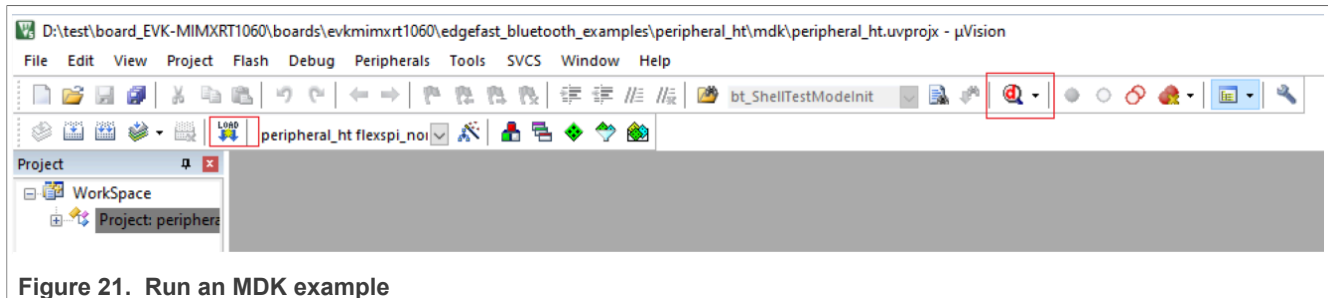 D:\test\board_EVK-MIMXRT1060\boards\evkmimxrt1060\edgefast_bluetooth_examples\peripheral_ht\mdk\peripheral_ht.uvprojx - µVision
File Edit View Project Flash Debug Peripherals Tools SVCS Window Help
bt_ShellTestModeInit
LOAD peripheral_ht flexspi_nor
Project
WorkSpace
Project: periphera
Figure 21. Run an MDK example